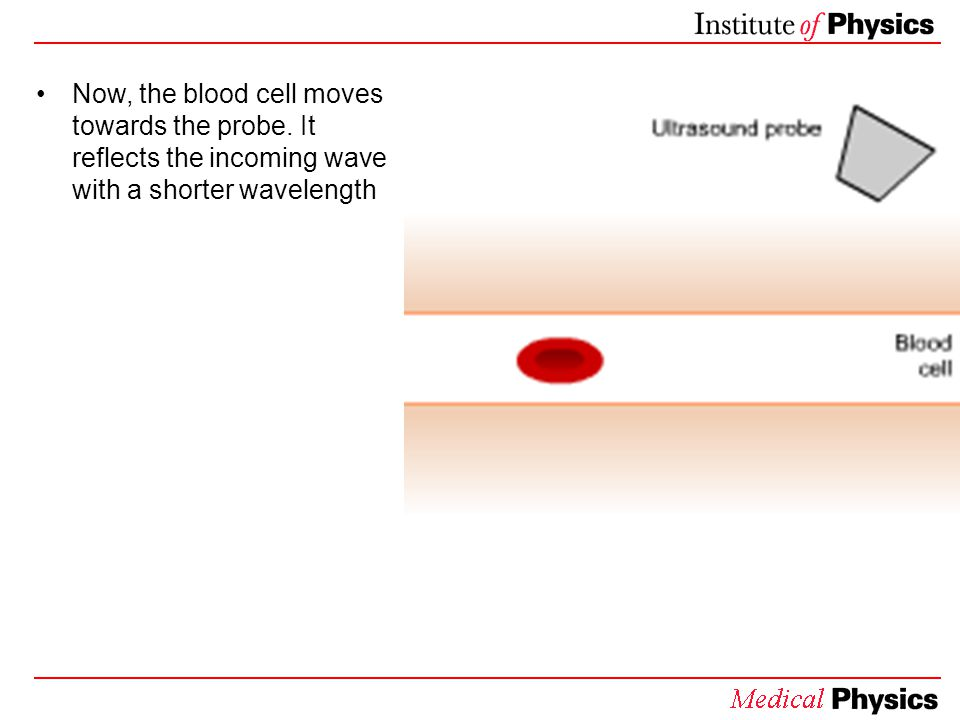 Institute of Physics
• Now, the blood cell moves
towards the probe. It
reflects the incoming wave
with a shorter wavelength
Ultrasound probe
Blood
cell
Medical Physics